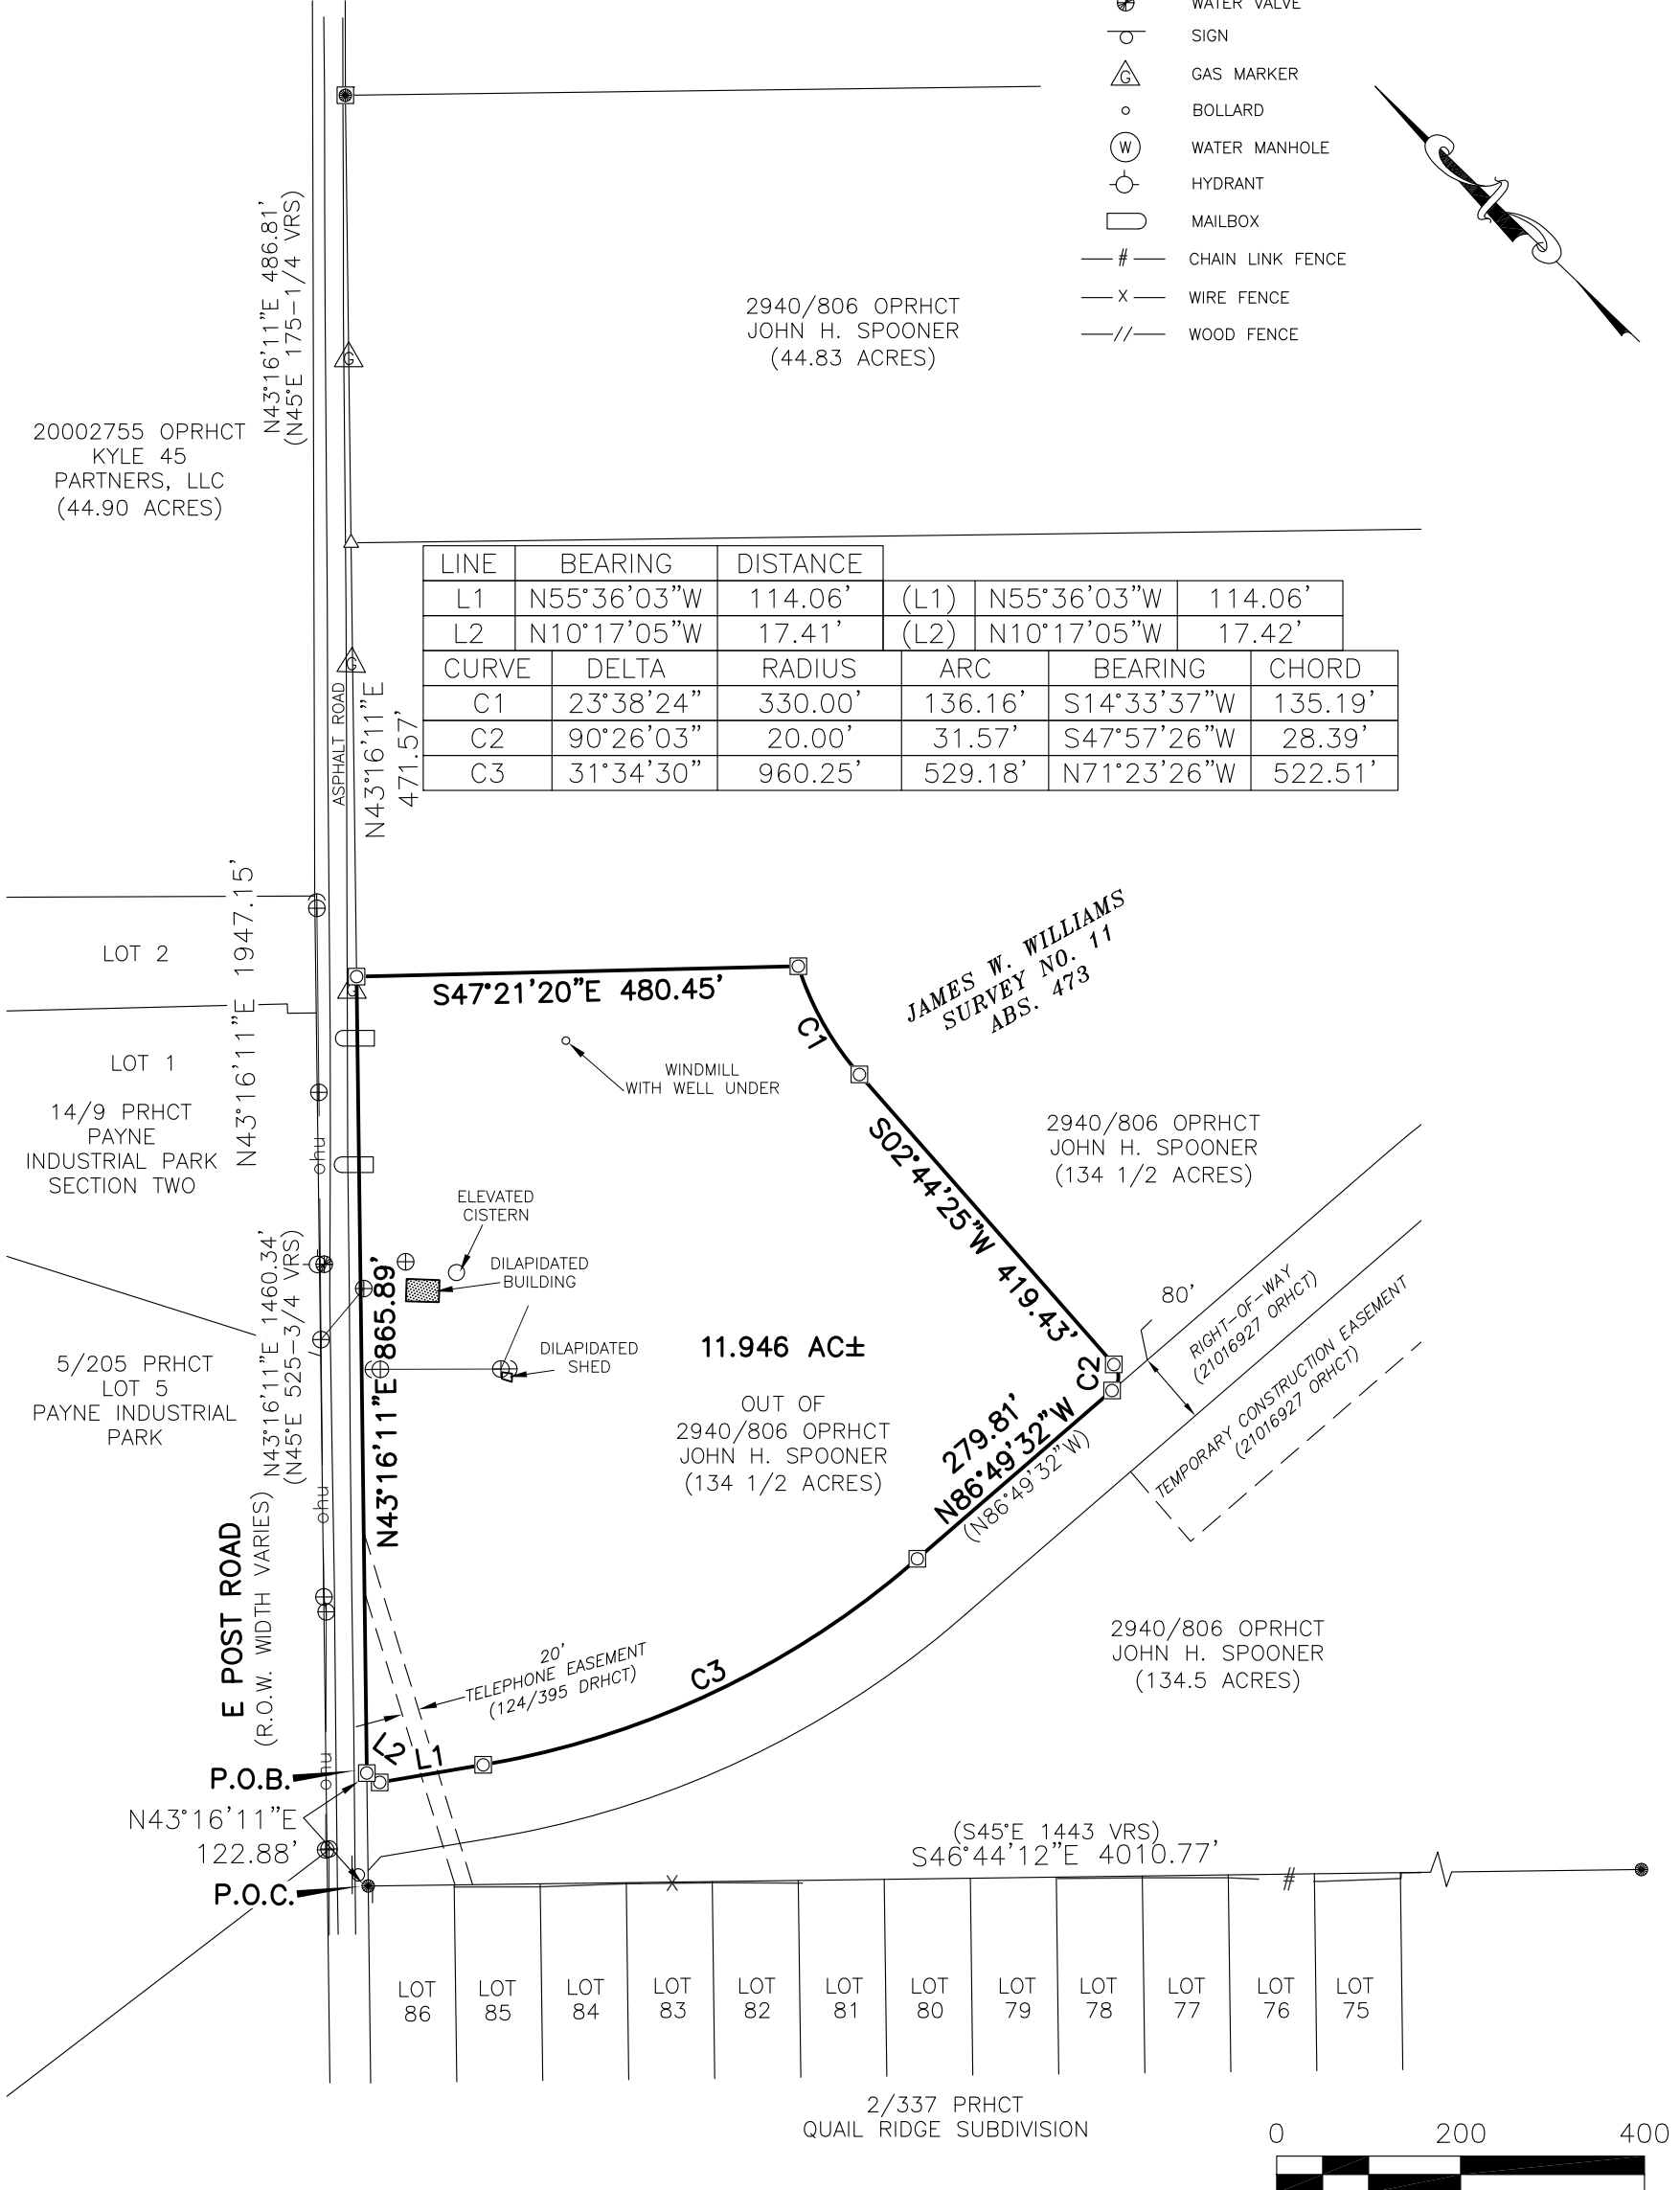 WATER VALVE
SIGN
G GAS MARKER
BOLLARD
W WATER MANHOLE
HYDRANT
MAILBOX
# CHAIN LINK FENCE
X WIRE FENCE
// WOOD FENCE
N43°16'11"E 486.81'
(N45°E 175-1/4 VRS)
2940/806 OPRHCT
JOHN H. SPOONER
(44.83 ACRES)
G
20002755 OPRHCT
KYLE 45
PARTNERS, LLC
(44.90 ACRES)
LINE BEARING DISTANCE
L1 N55°36'03"W 114.06' (L1) N55°36'03"W 114.06'
L2 N10°17'05"W 17.41' (L2) N10°17'05"W 17.42'
CURVE DELTA RADIUS ARC BEARING CHORD
C1 23°38'24" 330.00' 136.16' S14°33'37"W 135.19'
C2 90°26'03" 20.00' 31.57' S47°57'26"W 28.39'
C3 31°34'30" 960.25' 529.18' N71°23'26"W 522.51'
G
ASPHALT ROAD
N43°16'11"E
471.57'
N43°16'11"E 1947.15'
LOT 2
LOT 1
14/9 PRHCT
PAYNE
INDUSTRIAL PARK
SECTION TWO
G
S47°21'20"E 480.45'
C1
JAMES W. WILLIAMS
SURVEY NO. 11
ABS. 473
WINDMILL
WITH WELL UNDER
S02°44'25"W 419.43'
2940/806 OPRHCT
JOHN H. SPOONER
(134 1/2 ACRES)
ohu
ELEVATED
CISTERN
DILAPIDATED
BUILDING
DILAPIDATED
SHED
N43°16'11"E 865.89'
N43°16'11"E 1460.34'
(N45°E 525-3/4 VRS)
5/205 PRHCT
LOT 5
PAYNE INDUSTRIAL
PARK
11.946 AC±
OUT OF
2940/806 OPRHCT
JOHN H. SPOONER
(134 1/2 ACRES)
C2
80'
RIGHT-OF-WAY
(21016927 ORHCT)
TEMPORARY CONSTRUCTION EASEMENT
(21016927 ORHCT)
279.81'
N86°49'32"W
(N86°49'32"W)
ohu
E POST ROAD
(R.O.W. WIDTH VARIES)
20'
TELEPHONE EASEMENT
(124/395 DRHCT)
C3
2940/806 OPRHCT
JOHN H. SPOONER
(134.5 ACRES)
L2
L1
ohu
P.O.B.
N43°16'11"E
122.88'
P.O.C.
(S45°E 1443 VRS)
S46°44'12"E 4010.77'
X
#
LOT
86
LOT
85
LOT
84
LOT
83
LOT
82
LOT
81
LOT
80
LOT
79
LOT
78
LOT
77
LOT
76
LOT
75
2/337 PRHCT
QUAIL RIDGE SUBDIVISION
0 200 400